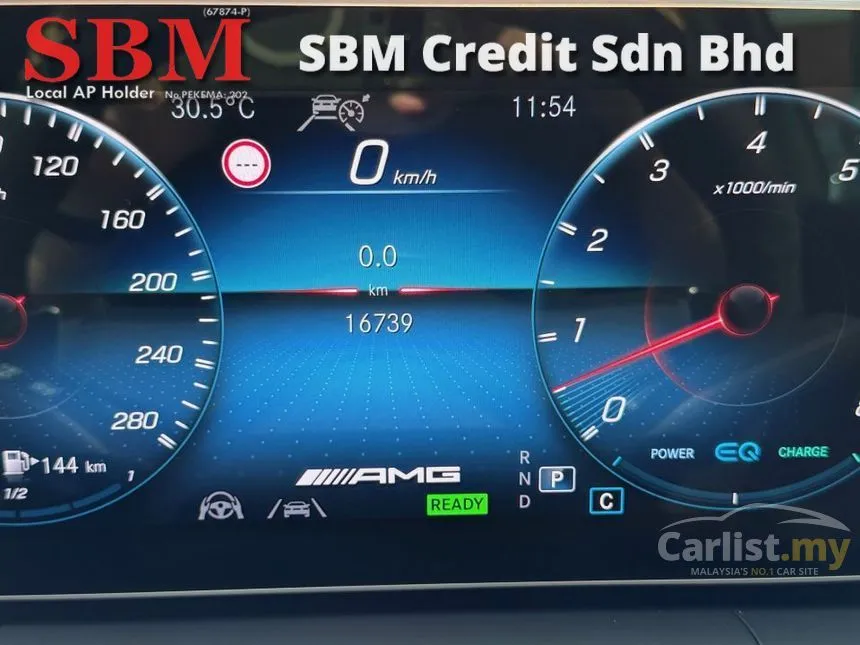 (67874-P)
SBM
SBM Credit Sdn Bhd
Local AP Holder No.PEKEMA: 202
30.5°C
11:54
---
0 km/h
120
160
200
240
280
0.0
km
16739
x1000/min
0
1
2
3
4
5
144 km
1/2
1
AMG
READY
R
N
D
P
C
POWER EQ CHARGE
Carlist.my
MALAYSIA'S NO.1 CAR SITE